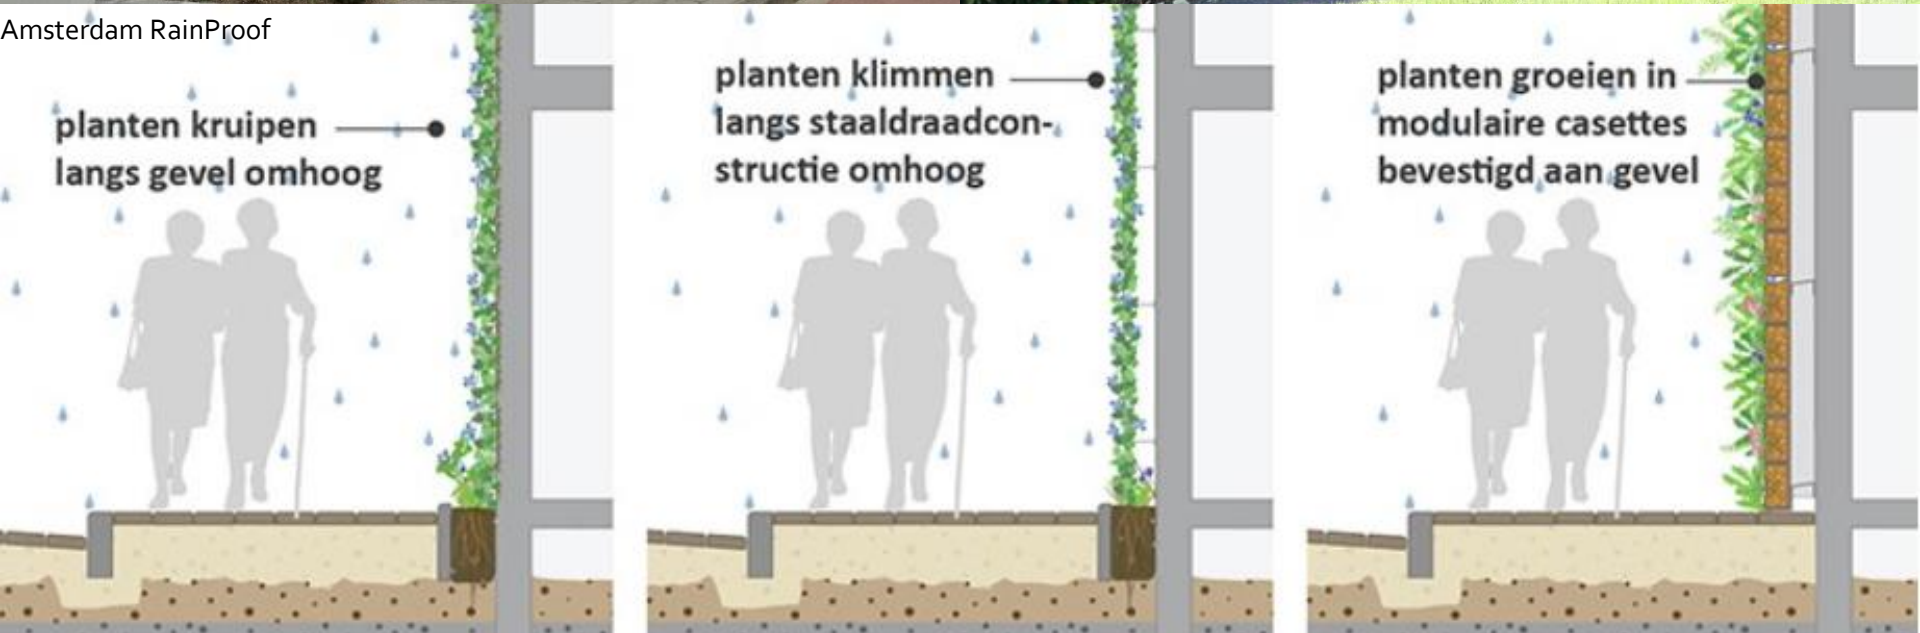 Amsterdam RainProof
planten kruipen
langs gevel omhoog
planten klimmen
langs staaldraadcon-
structie omhoog
planten groeien in
modulaire casettes
bevestigd aan gevel